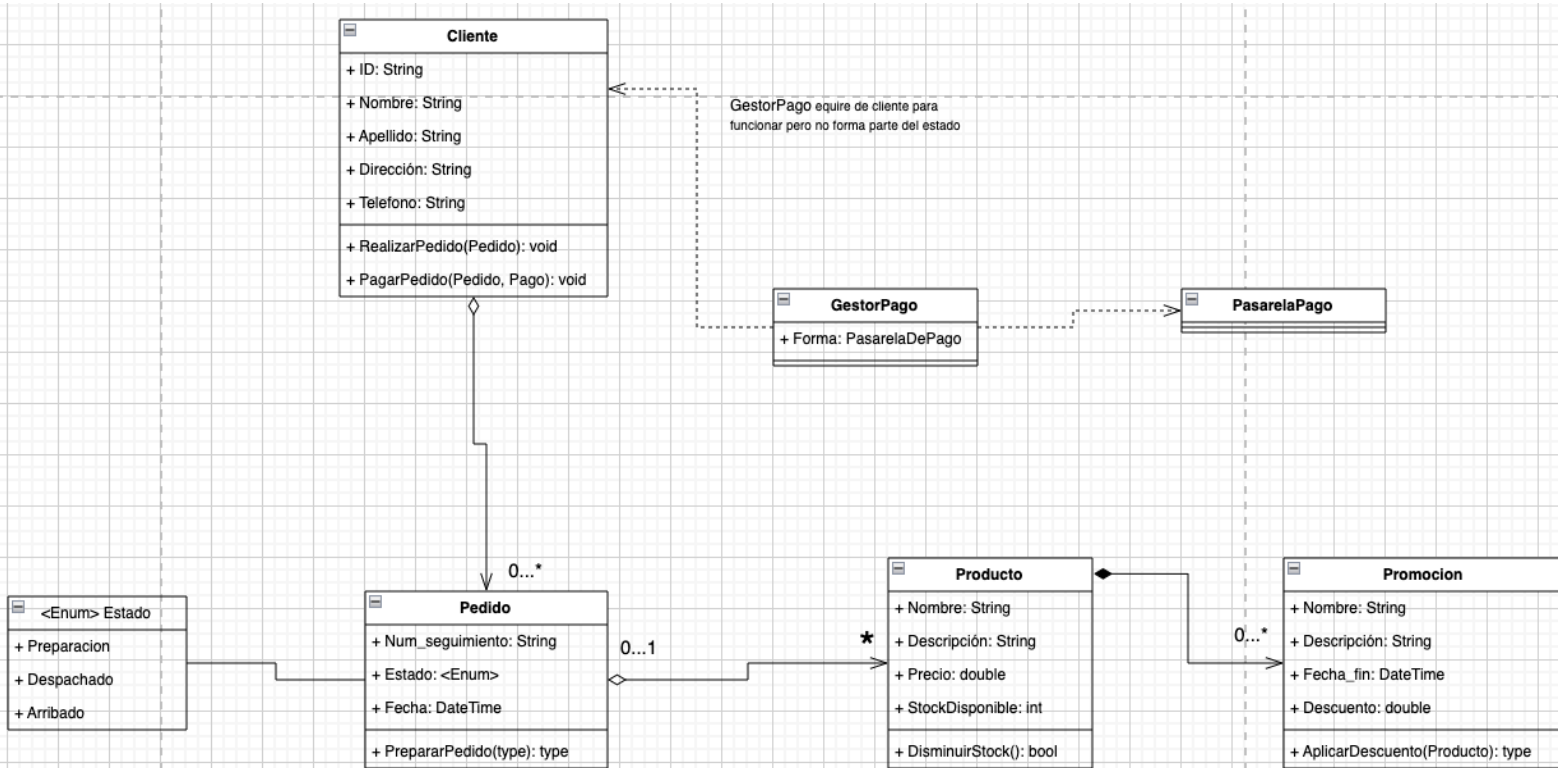 Cliente
+ ID: String
+ Nombre: String
+ Apellido: String
+ Dirección: String
+ Telefono: String
+ RealizarPedido(Pedido): void
+ PagarPedido(Pedido, Pago): void
GestorPago equire de cliente para
funcionar pero no forma parte del estado
GestorPago
+ Forma: PasarelaDePago
PasarelaPago
<Enum> Estado
+ Preparacion
+ Despachado
+ Arribado
0...*
Pedido
+ Num_seguimiento: String
+ Estado: <Enum>
+ Fecha: DateTime
+ PrepararPedido(type): type
0...1
*
Producto
+ Nombre: String
+ Descripción: String
+ Precio: double
+ StockDisponible: int
+ DisminuirStock(): bool
0...*
Promocion
+ Nombre: String
+ Descripción: String
+ Fecha_fin: DateTime
+ Descuento: double
+ AplicarDescuento(Producto): type